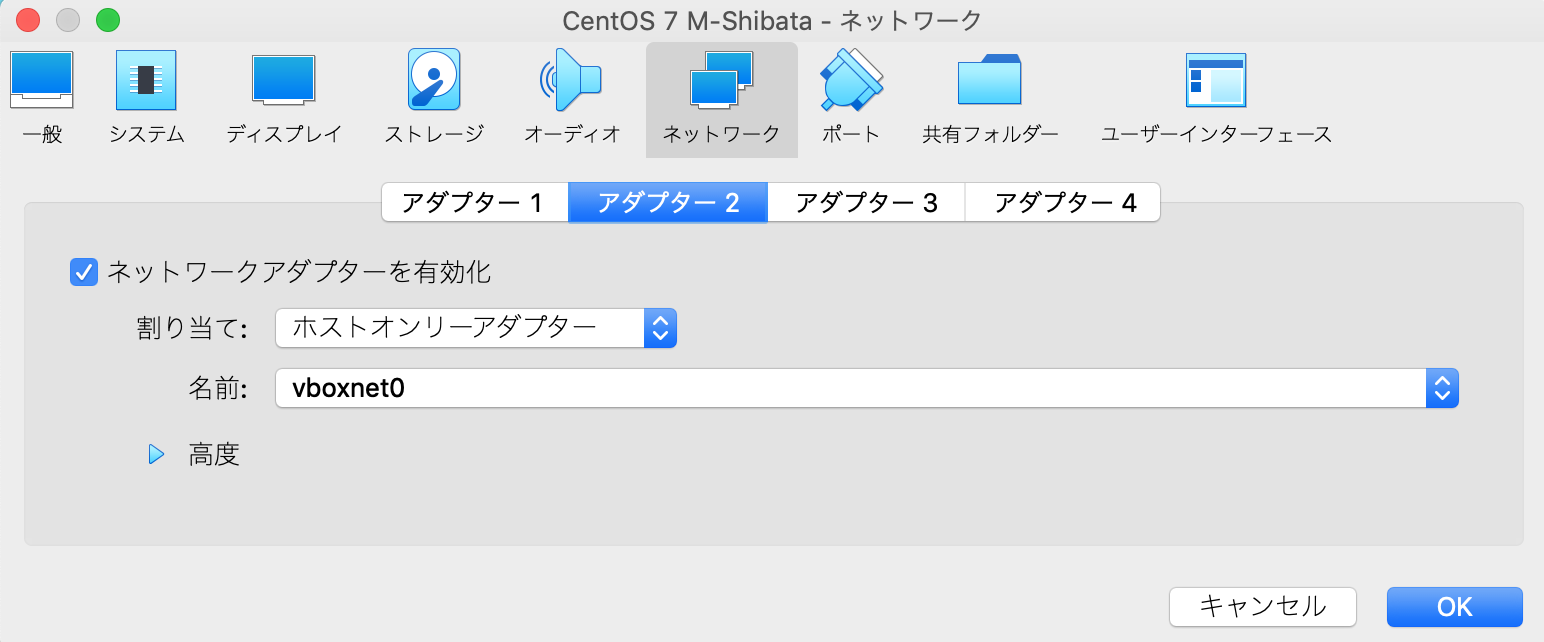 CentOS 7 M-Shibata - ネットワーク
一般 システム ディスプレイ ストレージ オーディオ ネットワーク ポート 共有フォルダー ユーザーインターフェース
アダプター 1 アダプター 2 アダプター 3 アダプター 4
ネットワークアダプターを有効化
割り当て: ホストオンリーアダプター
名前: vboxnet0
高度
キャンセル OK